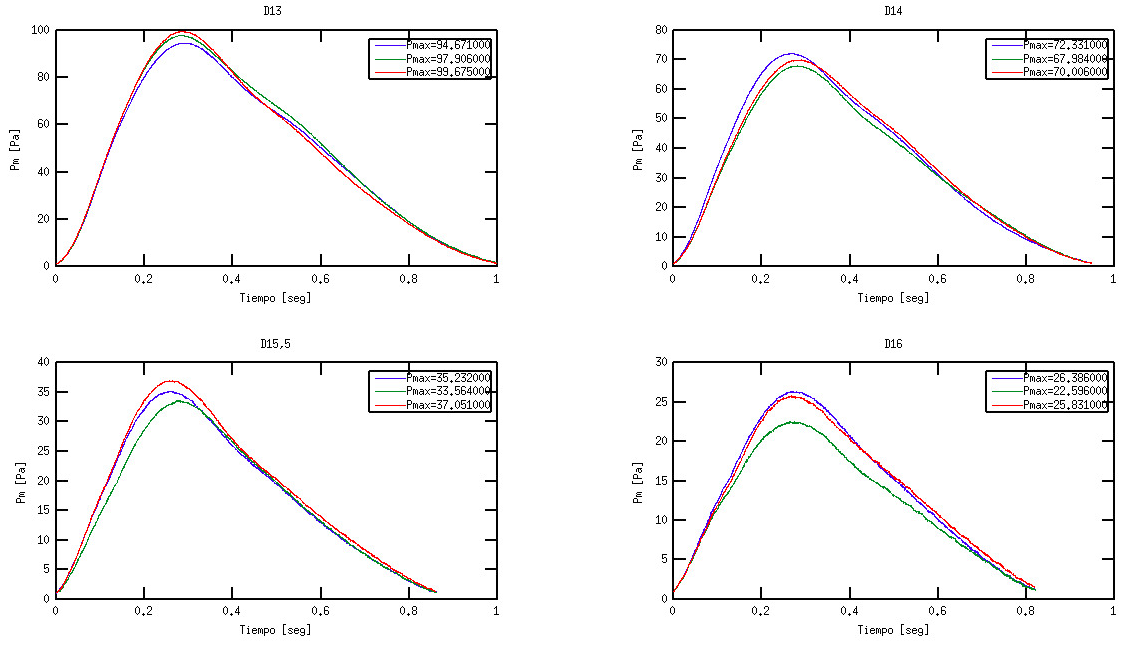 D13
100
80
60
40
20
0
Pm [Pa]
Pmax=94.671000
Pmax=97.906000
Pmax=99.675000
0 0.2 0.4 0.6 0.8 1
Tiempo [seg]
D14
80
70
60
50
40
30
20
10
0
Pm [Pa]
Pmax=72.331000
Pmax=67.984000
Pmax=70.006000
0 0.2 0.4 0.6 0.8 1
Tiempo [seg]
D15,5
40
35
30
25
20
15
10
5
0
Pm [Pa]
Pmax=35.232000
Pmax=33.564000
Pmax=37.051000
0 0.2 0.4 0.6 0.8 1
Tiempo [seg]
D16
30
25
20
15
10
5
0
Pm [Pa]
Pmax=26.386000
Pmax=22.596000
Pmax=25.831000
0 0.2 0.4 0.6 0.8 1
Tiempo [seg]